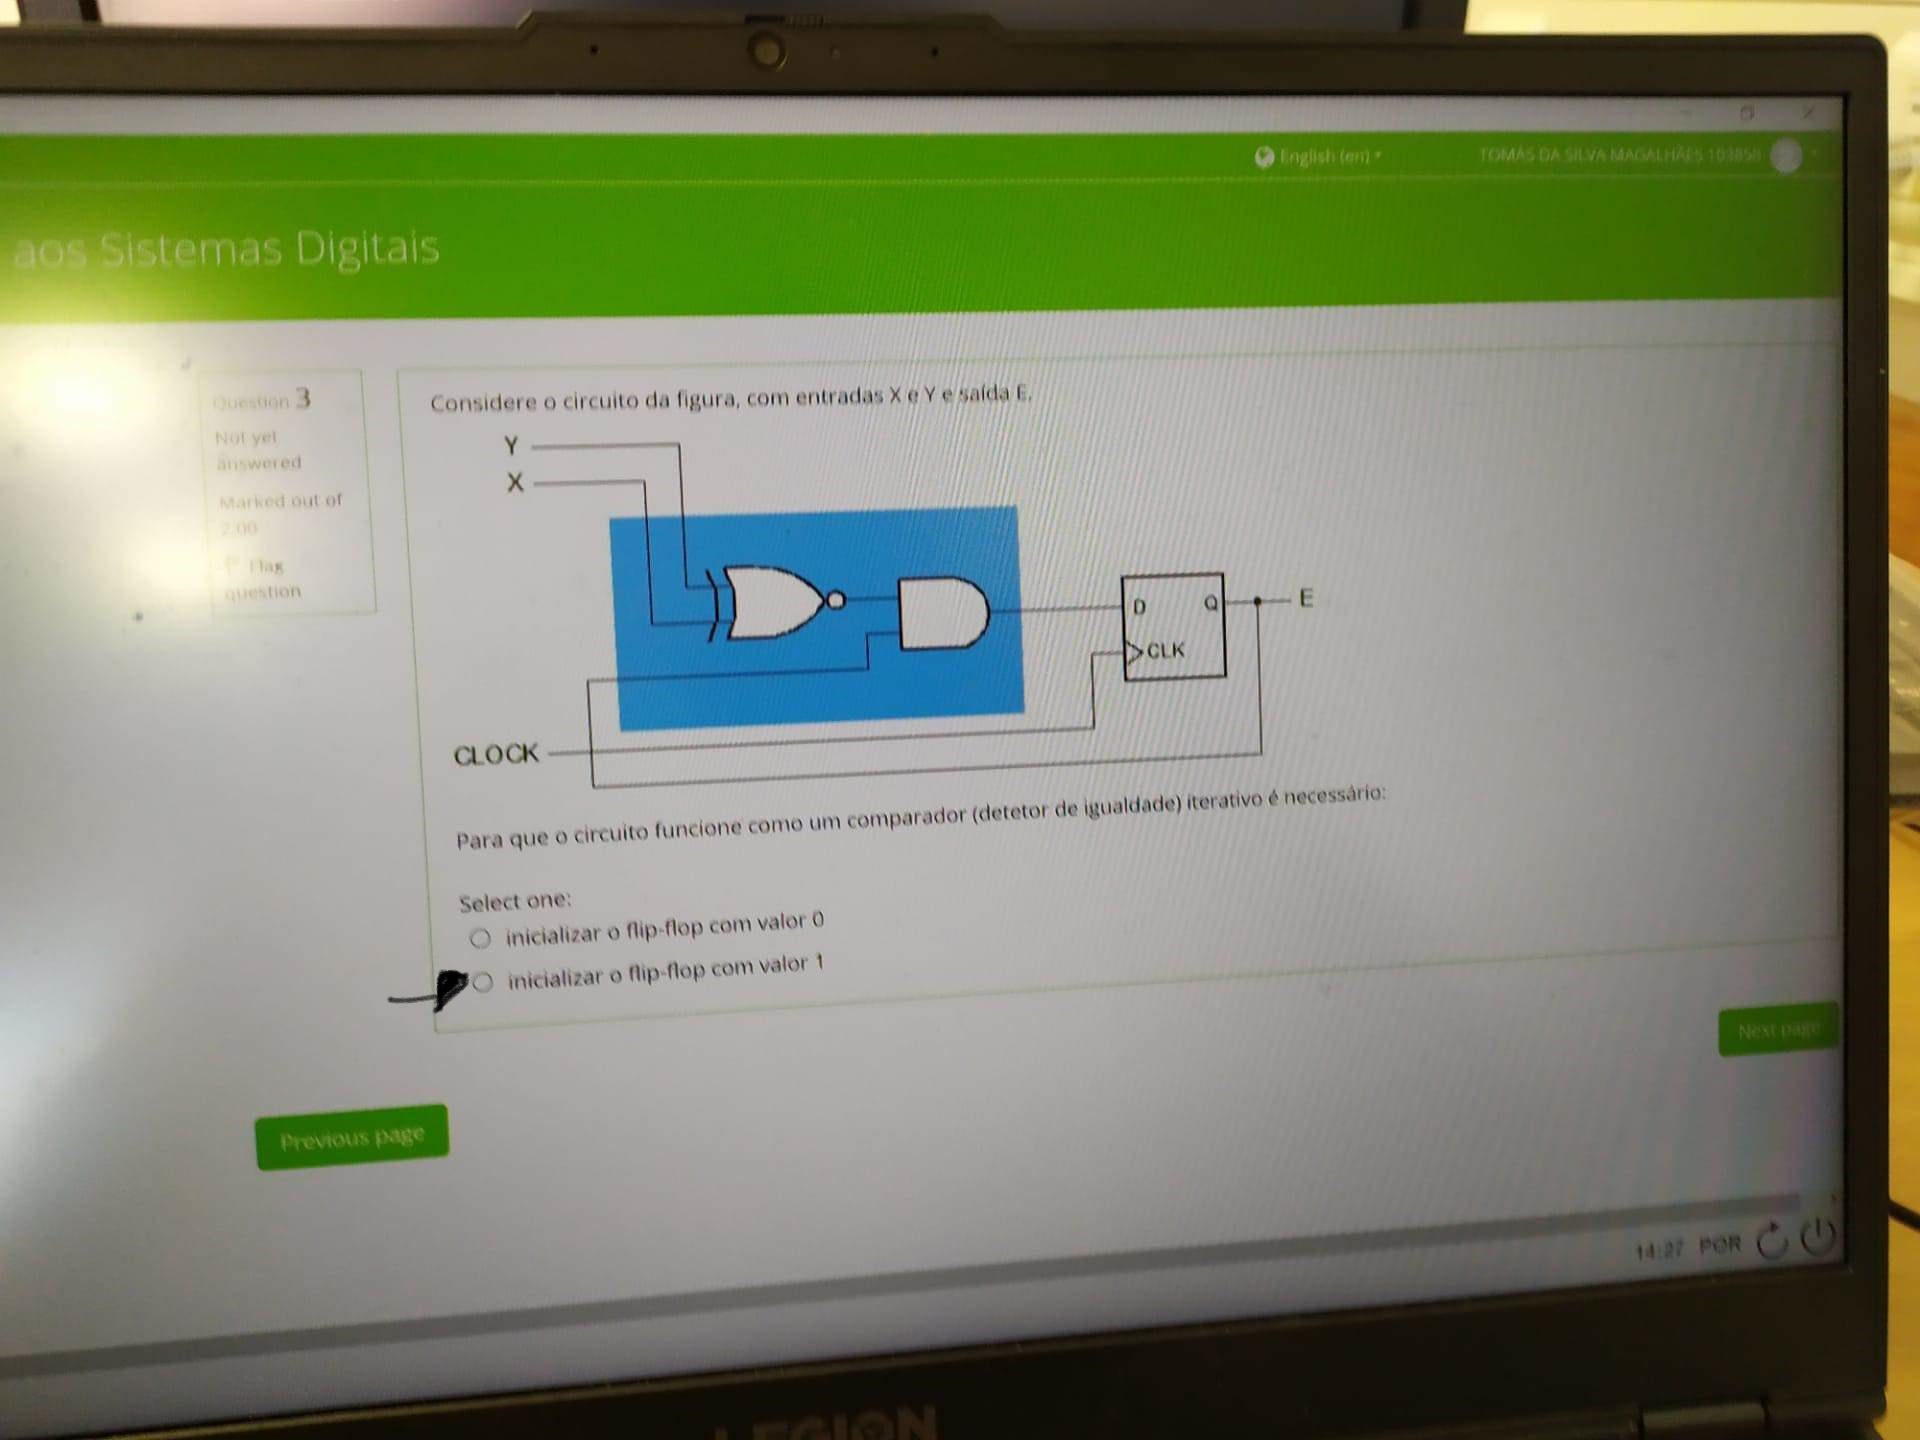 English (en)
TOMÁS DA SILVA MAGALHÃES
aos Sistemas Digitais
Question 3
Not yet
answered
Marked out of
2.00
Flag
question
Considere o circuito da figura, com entradas X e Y e saída E.
Y
X
D Q
E
CLK
CLOCK
Para que o circuito funcione como um comparador (detetor de igualdade) iterativo é necessário:
Select one:
inicializar o flip-flop com valor 0
inicializar o flip-flop com valor 1
Next page
Previous page
14:27 POR
LEGION